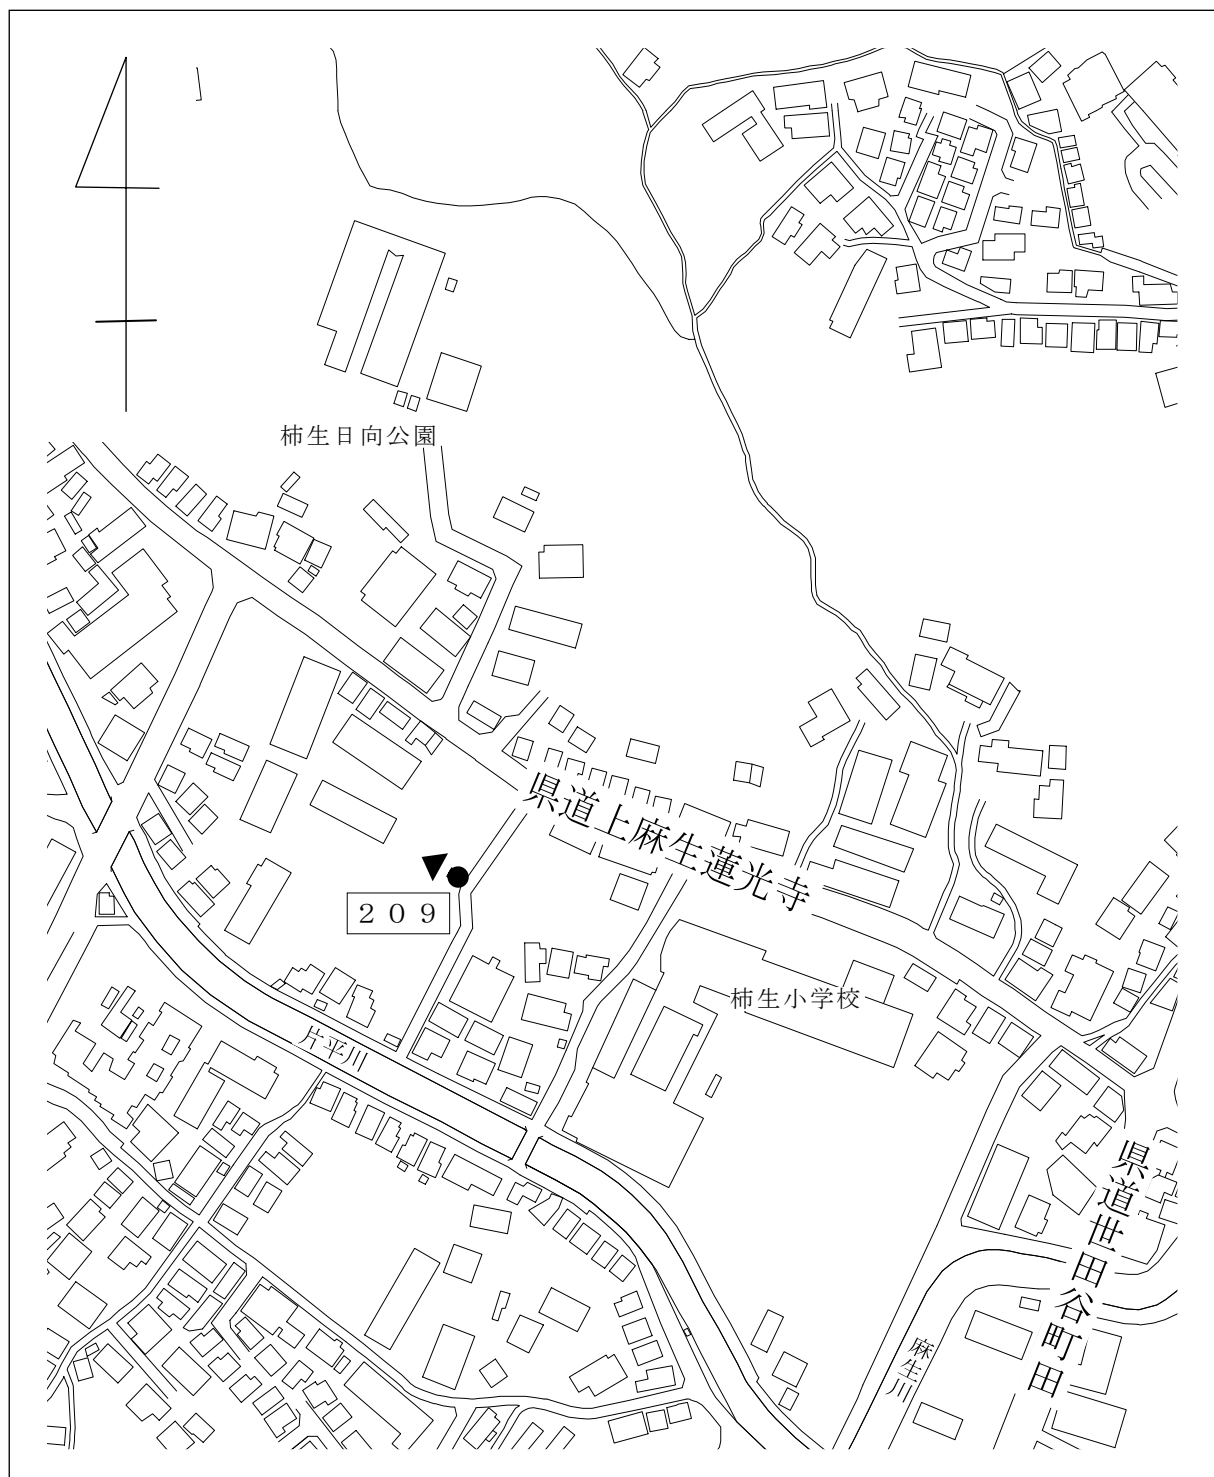 柿生日向公園
県道上麻生蓮光寺
２０９
柿生小学校
片平川
県道世田谷町田
麻生川